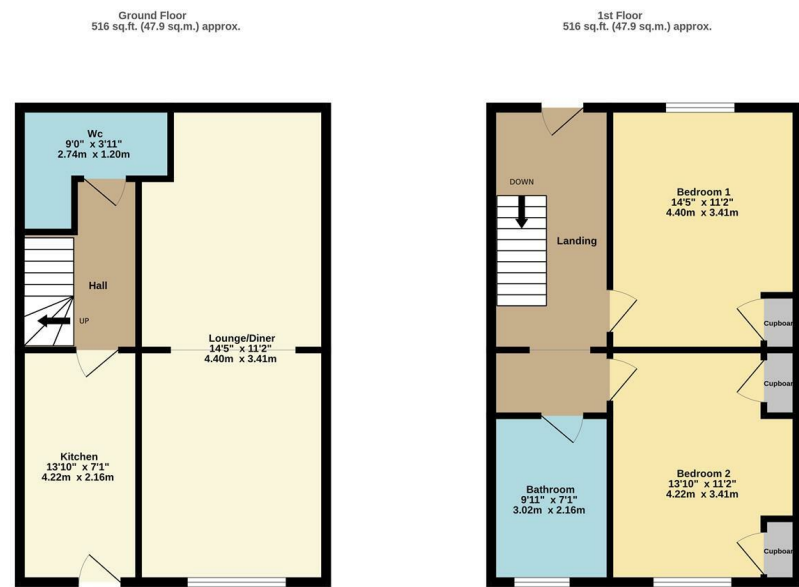 Ground Floor
516 sq.ft. (47.9 sq.m.) approx.
Wc
9'0" x 3'11"
2.74m x 1.20m
Hall
UP
Lounge/Diner
14'5" x 11'2"
4.40m x 3.41m
Kitchen
13'10" x 7'1"
4.22m x 2.16m
1st Floor
516 sq.ft. (47.9 sq.m.) approx.
DOWN
Landing
Bedroom 1
14'5" x 11'2"
4.40m x 3.41m
Cupboar
Cupboar
Bedroom 2
13'10" x 11'2"
4.22m x 3.41m
Bathroom
9'11" x 7'1"
3.02m x 2.16m
Cupboar